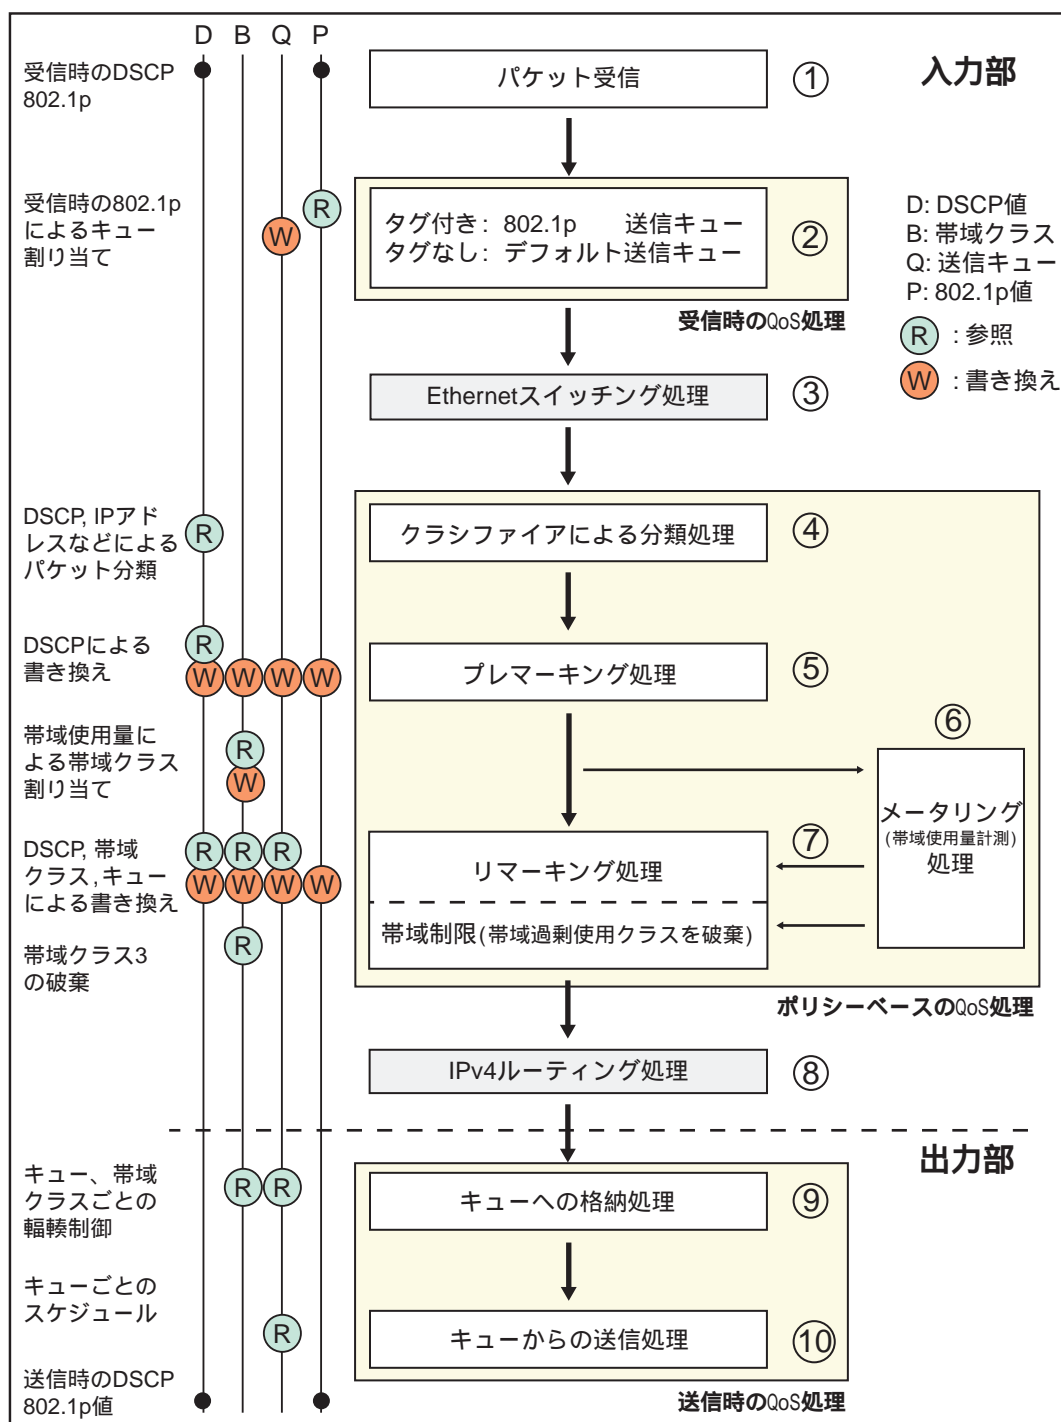 D B Q P
受信時のDSCP
802.1p
パケット受信
①
入力部
受信時の802.1p
によるキュー
割り当て
R
W
タグ付き: 802.1p 送信キュー
タグなし: デフォルト送信キュー
②
受信時のQoS処理
D: DSCP値
B: 帯域クラス
Q: 送信キュー
P: 802.1p値
R : 参照
W : 書き換え
Ethernetスイッチング処理
③
DSCP, IPアド
レスなどによる
パケット分類
R
クラシファイアによる分類処理
④
DSCPによる
書き換え
R
W W W W
プレマーキング処理
⑤
帯域使用量に
よる帯域クラス
割り当て
R
W
⑥
メータリング
(帯域使用量計測)
処理
DSCP, 帯域
クラス,キュー
による書き換え
R R R
W W W W
リマーキング処理
⑦
帯域クラス3
の破棄
R
帯域制限(帯域過剰使用クラスを破棄)
ポリシーベースのQoS処理
IPv4ルーティング処理
⑧
出力部
キュー、帯域
クラスごとの
輻輳制御
R R
キューへの格納処理
⑨
キューごとの
スケジュール
R
キューからの送信処理
⑩
送信時のDSCP
802.1p値
送信時のQoS処理